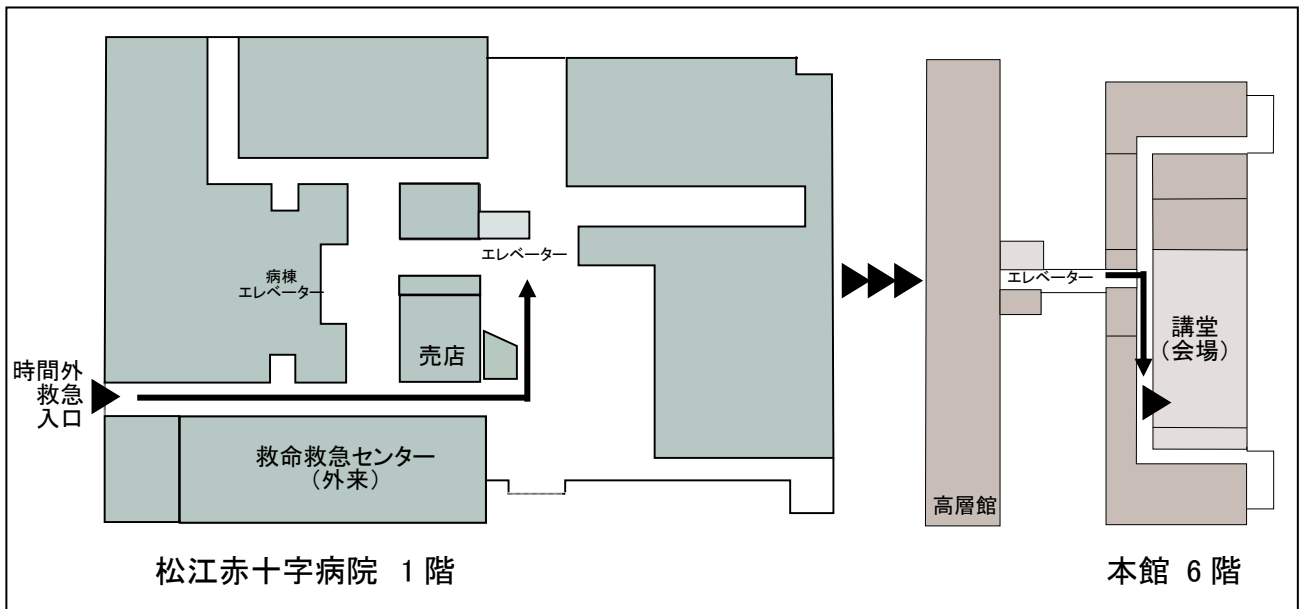 エレベーター
病棟
エレベーター
売店
時間外
救急
入口
救命救急センター
(外来)
松江赤十字病院 1階
エレベーター
講堂
(会場)
高層館
本館 6階